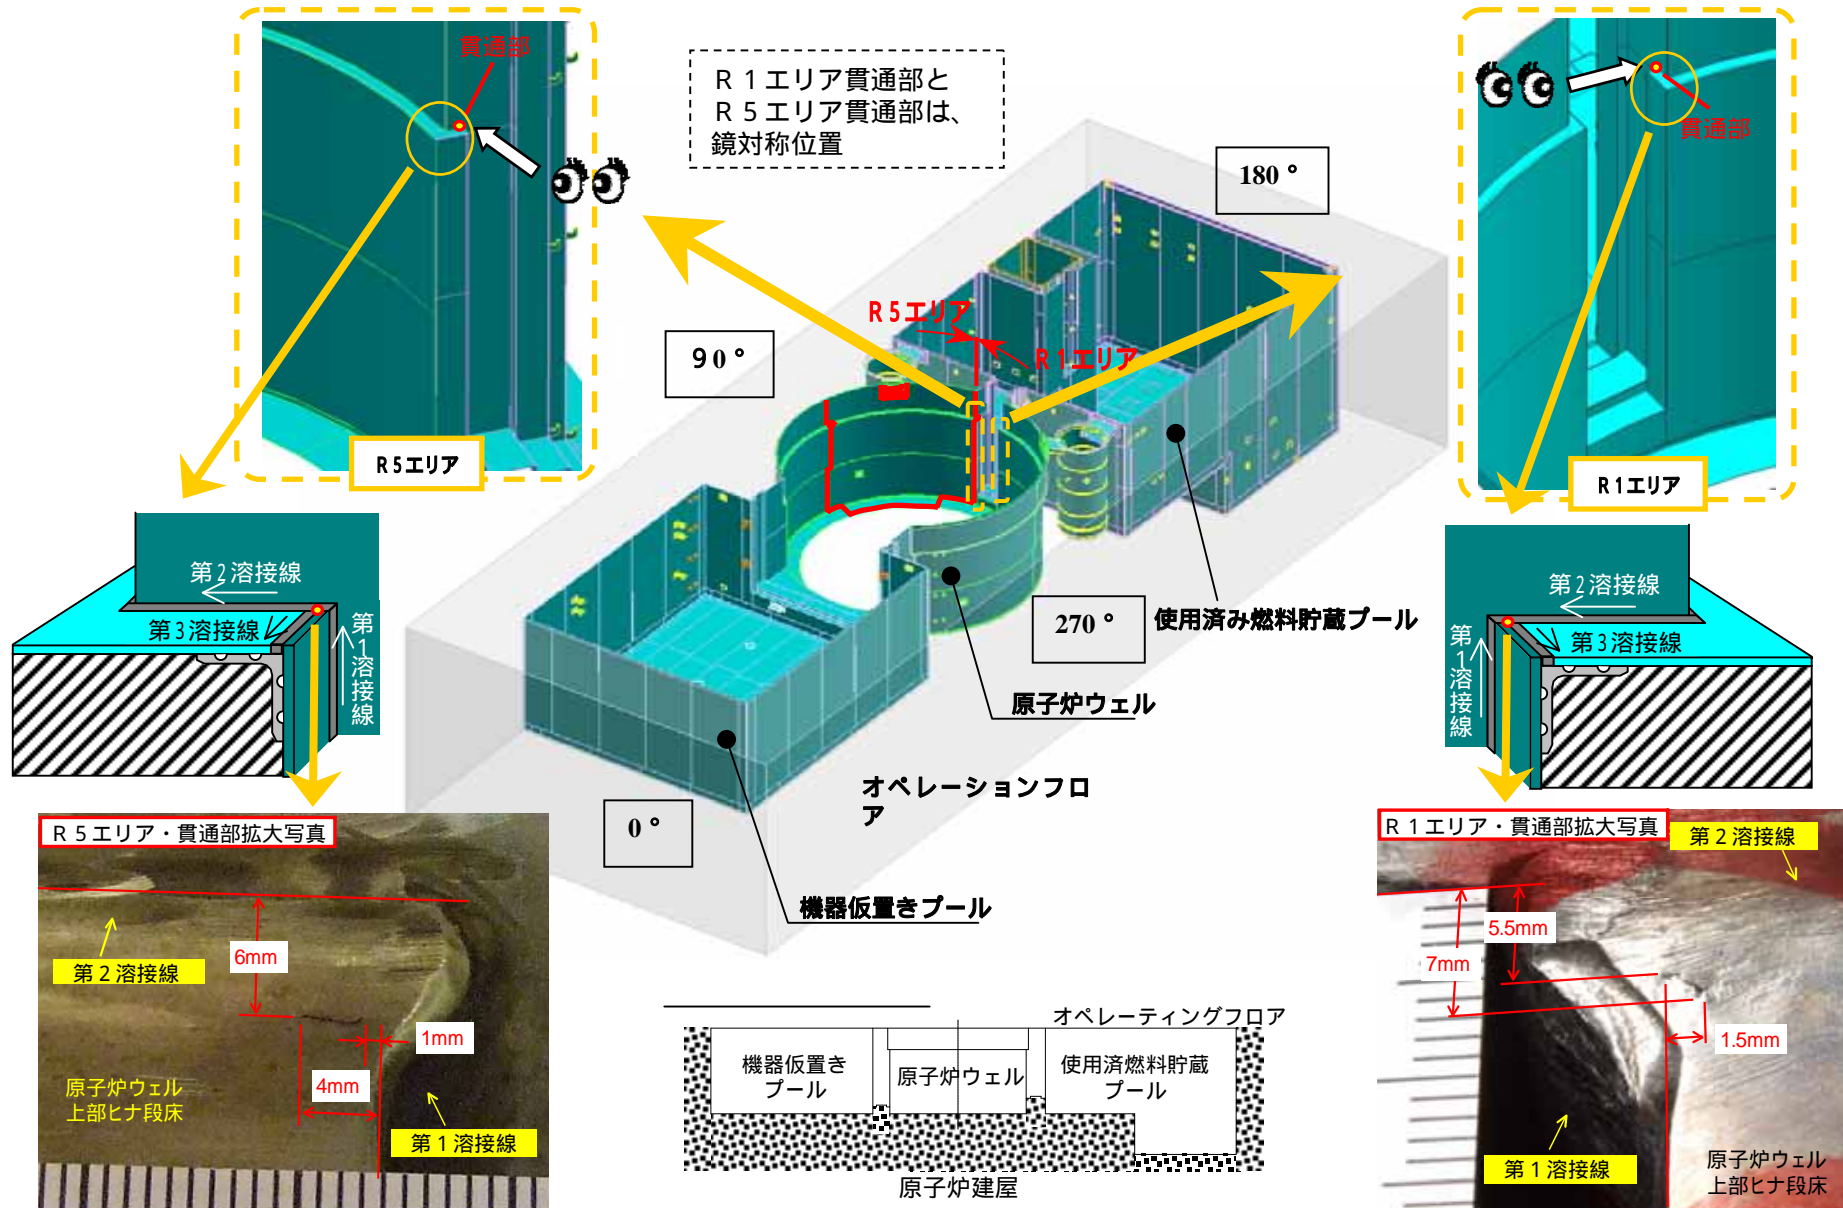 貫通部
R5エリア
R1エリア貫通部と
R5エリア貫通部は、
鏡対称位置
180°
貫通部
R1エリア
R5エリア
R1エリア
90°
270°
0°
使用済み燃料貯蔵プール
原子炉ウェル
オペレーションフロ
ア
機器仮置きプール
第2溶接線
第3溶接線
第1溶接線
第2溶接線
第3溶接線
第1溶接線
R5エリア・貫通部拡大写真
6mm
第2溶接線
1mm
4mm
原子炉ウェル
上部ヒナ段床
第1溶接線
オペレーティングフロア
機器仮置き
プール
原子炉ウェル
使用済燃料貯蔵
プール
原子炉建屋
R1エリア・貫通部拡大写真
第2溶接線
5.5mm
7mm
1.5mm
第1溶接線
原子炉ウェル
上部ヒナ段床